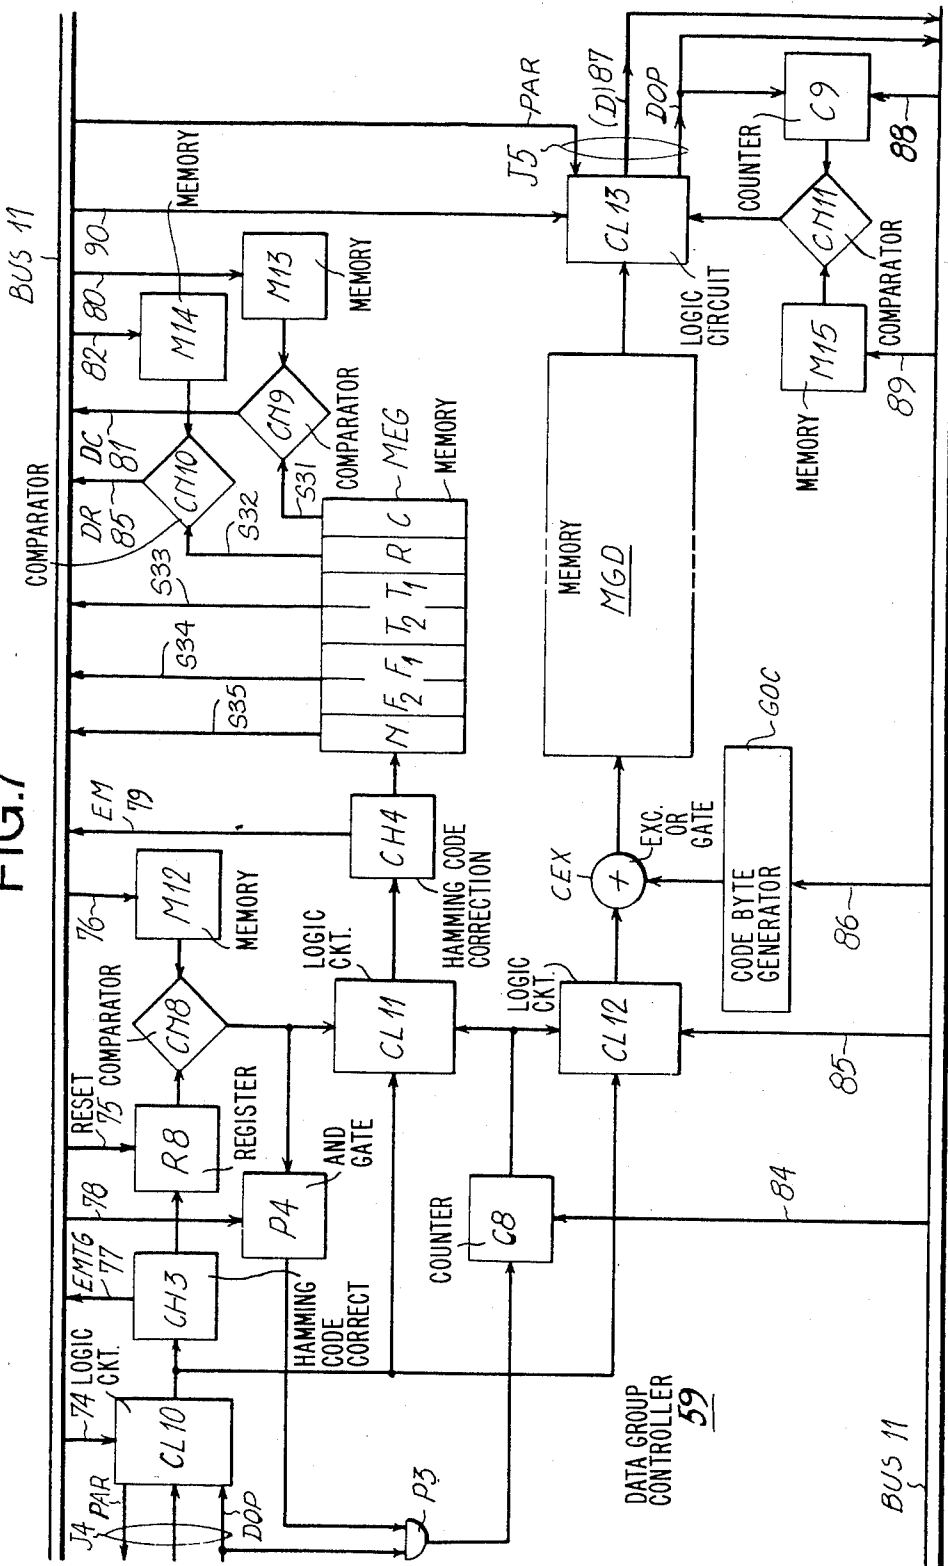 FIG.7
BUS 11
J4
PAR
DOP
74
LOGIC
CKT.
CL10
EMTG
77
CH3
HAMMING
CODE
CORRECT
78
RESET
75
R8
REGISTER
COMPARATOR
CM8
76
M12
MEMORY
P4
AND
GATE
P3
LOGIC
CKT.
CL11
EM
79
CH4
HAMMING CODE
CORRECTION
S35
S34
S33
S32
S31
N
F2
F1
T2
T1
R
C
MEG
MEMORY
COMPARATOR
DR
85
CM10
DC
81
CM9
COMPARATOR
82
M14
MEMORY
80
M13
MEMORY
90
PAR
COUNTER
C8
84
LOGIC
CKT.
CL12
85
CEX
+
EXC.
OR
GATE
CODE BYTE
GENERATOR
GOC
86
MEMORY
MGD
LOGIC
CIRCUIT
CL13
J5
(D)
87
DOP
COUNTER
C9
88
CM11
COMPARATOR
M15
MEMORY
89
DATA GROUP
CONTROLLER
59
BUS 11